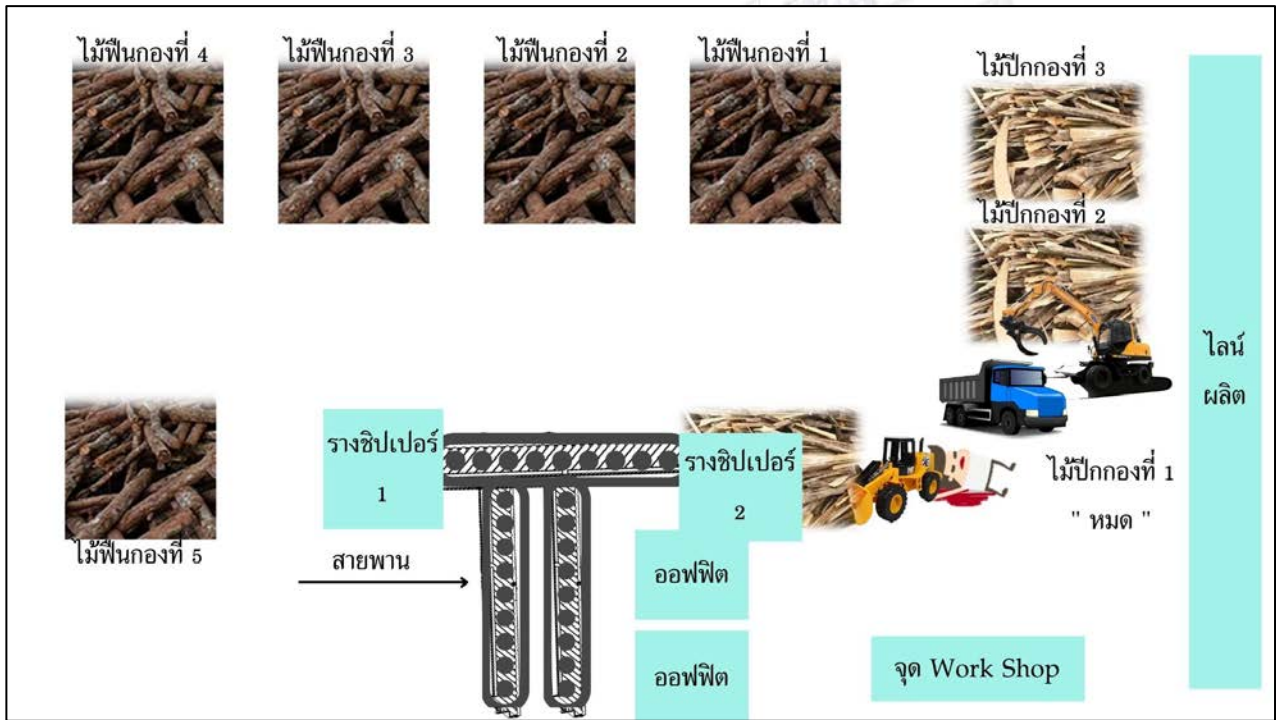 ไม้ฟืนกองที่ 4
ไม้ฟืนกองที่ 3
ไม้ฟืนกองที่ 2
ไม้ฟืนกองที่ 1
ไม้ปีกกองที่ 3
ไม้ปีกกองที่ 2
ไลน์
ผลิต
รางชิปเปอร์
1
รางชิปเปอร์
2
ไม้ปีกกองที่ 1
" หมด "
ไม้ฟืนกองที่ 5
สายพาน
ออฟฟิต
ออฟฟิต
จุด Work Shop